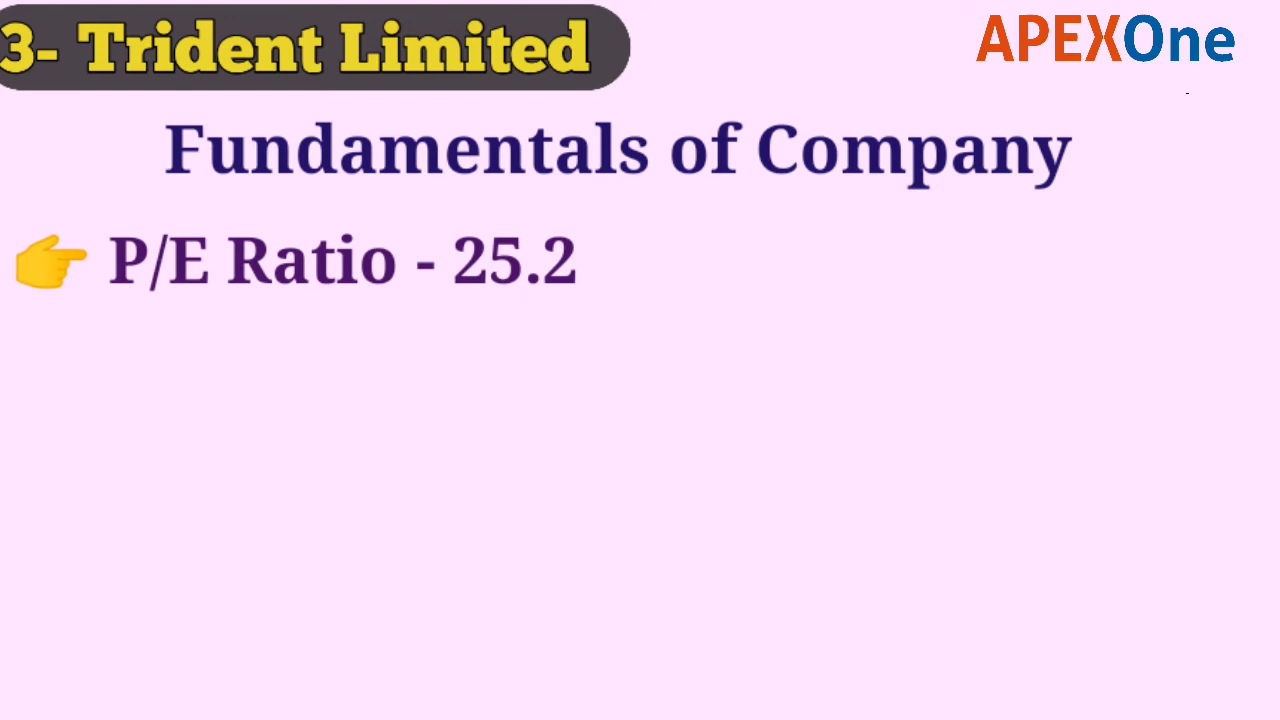 3- Trident Limited
APEXOne
Fundamentals of Company
👉 P/E Ratio - 25.2